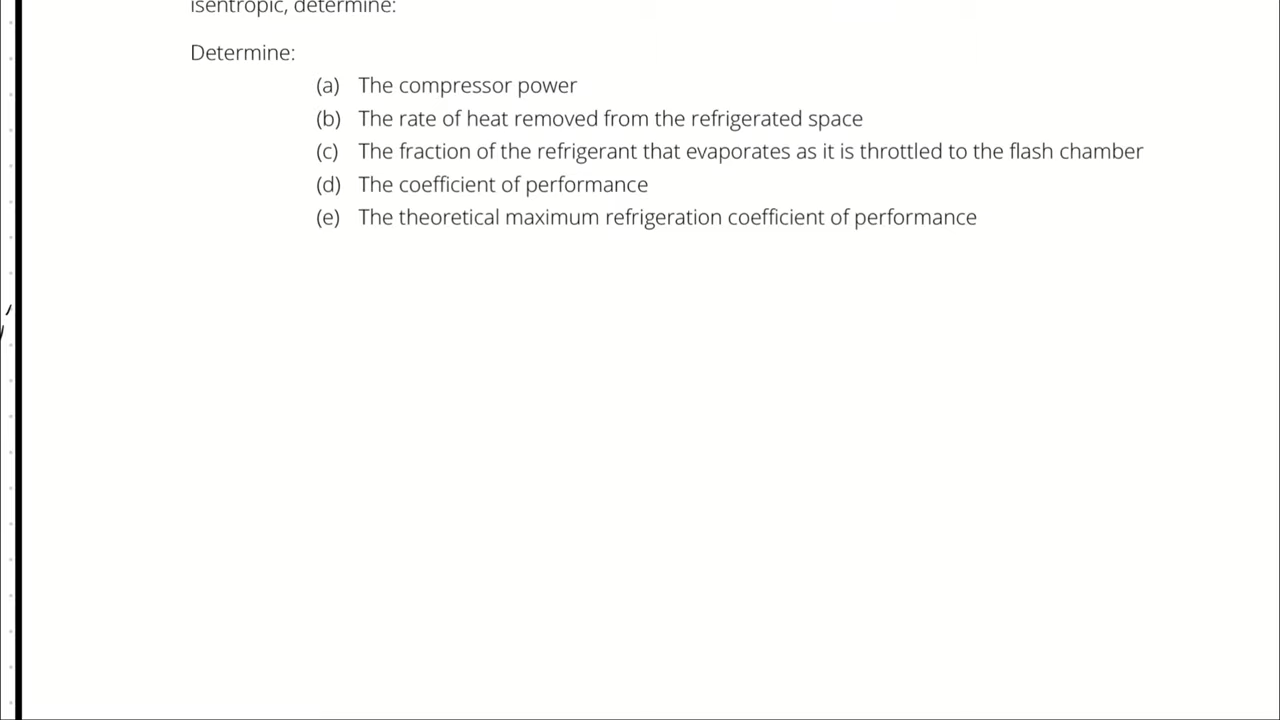 isentropic, determine:
Determine:
(a) The compressor power
(b) The rate of heat removed from the refrigerated space
(c) The fraction of the refrigerant that evaporates as it is throttled to the flash chamber
(d) The coefficient of performance
(e) The theoretical maximum refrigeration coefficient of performance